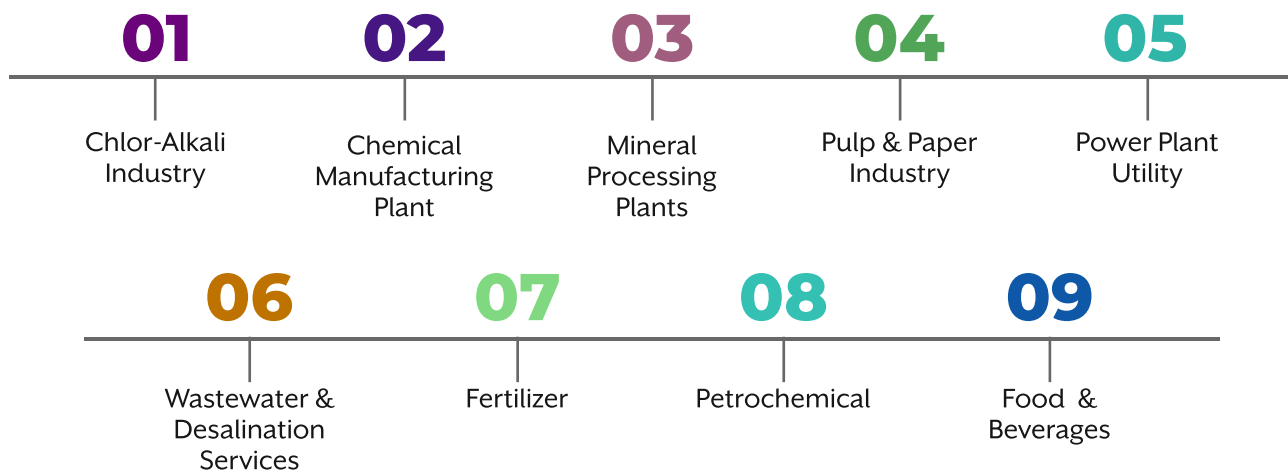 01
02
03
04
05
Chlor-Alkali
Industry
Chemical
Manufacturing
Plant
Mineral
Processing
Plants
Pulp & Paper
Industry
Power Plant
Utility
06
07
08
09
Wastewater &
Desalination
Services
Fertilizer
Petrochemical
Food &
Beverages